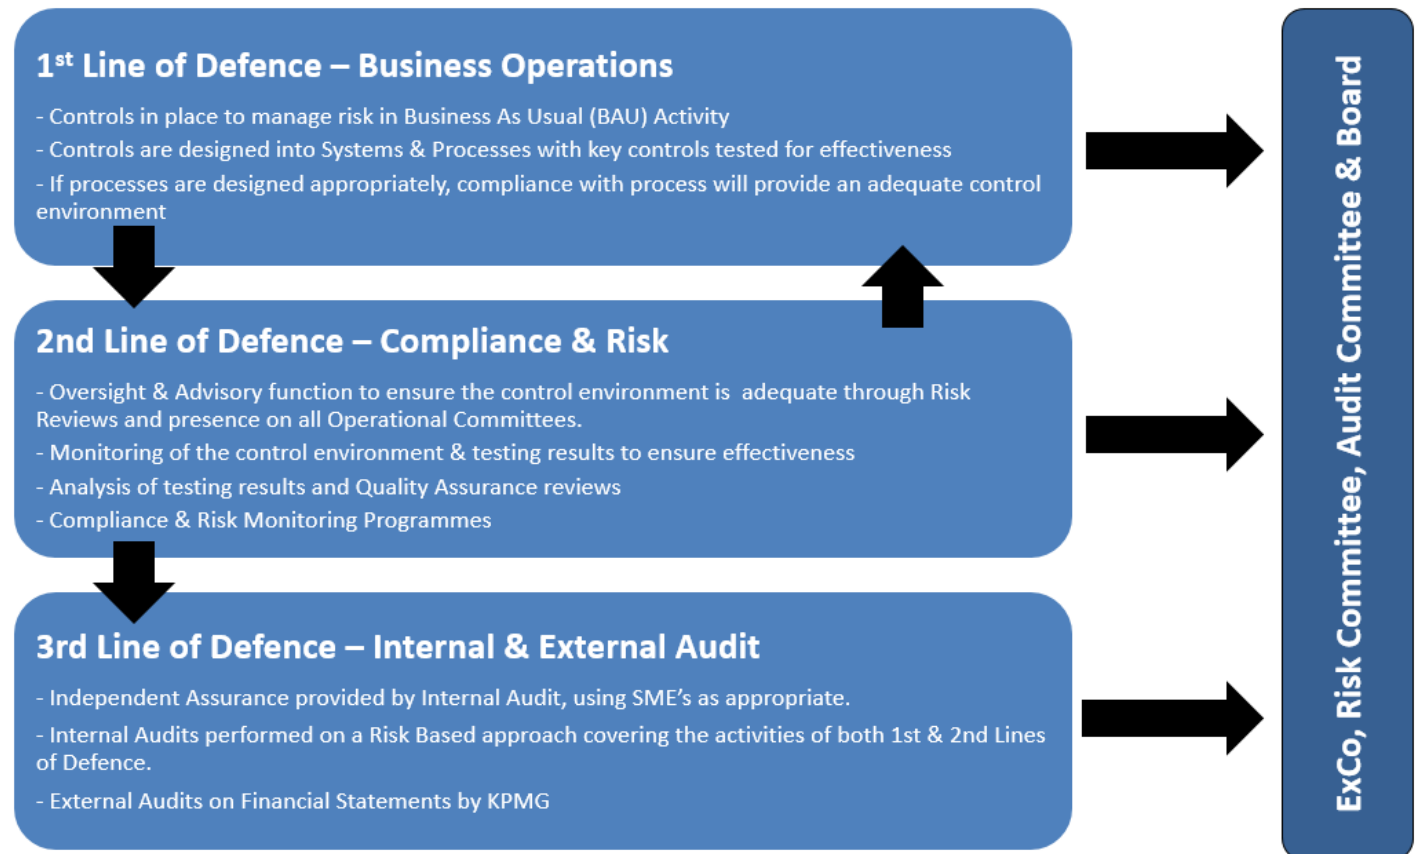 1st Line of Defence – Business Operations
- Controls in place to manage risk in Business As Usual (BAU) Activity
- Controls are designed into Systems & Processes with key controls tested for effectiveness
- If processes are designed appropriately, compliance with process will provide an adequate control
environment
2nd Line of Defence – Compliance & Risk
- Oversight & Advisory function to ensure the control environment is  adequate through Risk
Reviews and presence on all Operational Committees.
- Monitoring of the control environment & testing results to ensure effectiveness
- Analysis of testing results and Quality Assurance reviews
- Compliance & Risk Monitoring Programmes
3rd Line of Defence – Internal & External Audit
- Independent Assurance provided by Internal Audit, using SME’s as appropriate.
- Internal Audits performed on a Risk Based approach covering the activities of both 1st & 2nd Lines
of Defence.
- External Audits on Financial Statements by KPMG
ExCo, Risk Committee, Audit Committee & Board